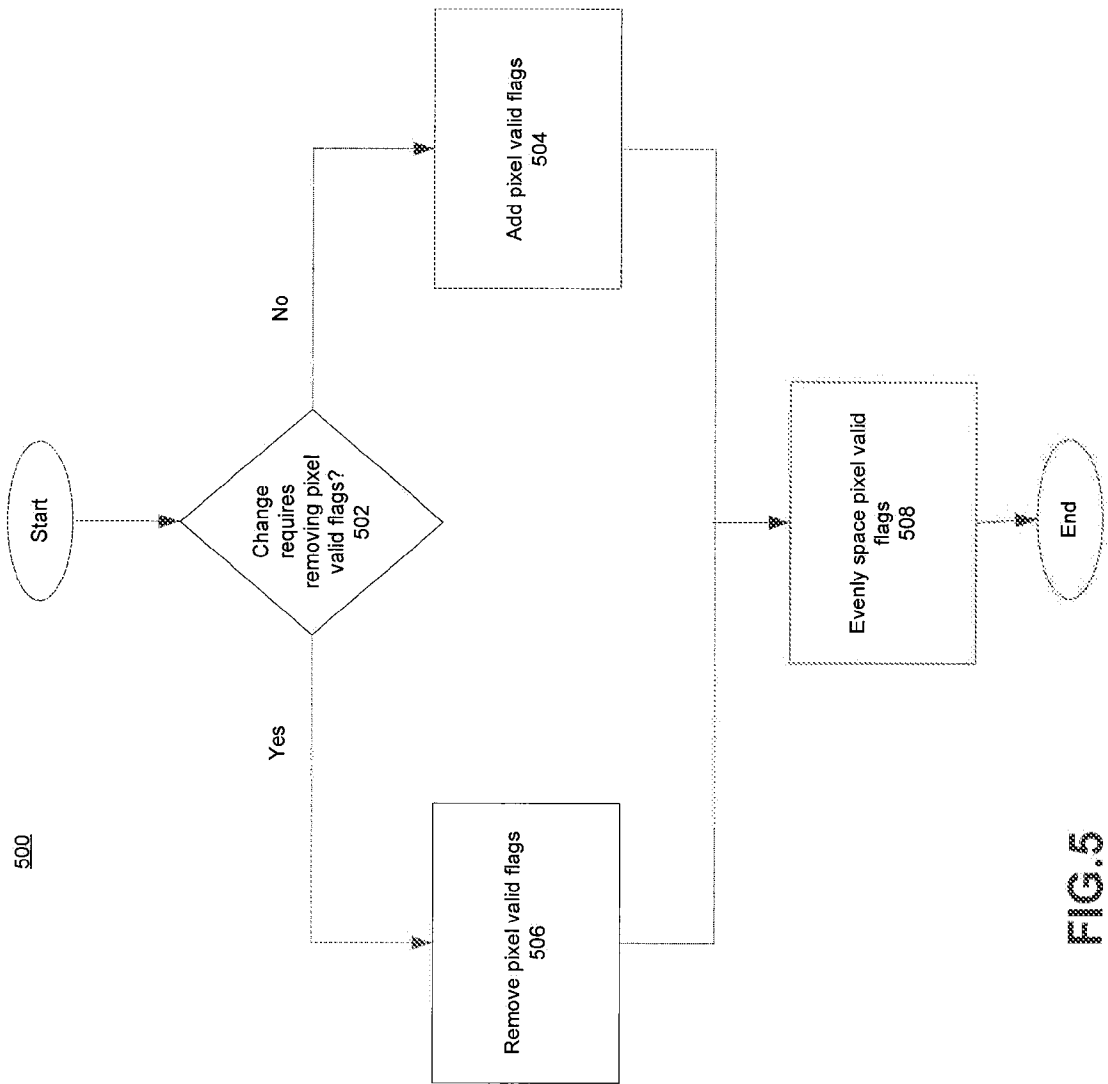 500
Start
Change
requires
removing pixel
valid flags?
502
Yes
No
Remove pixel valid flags
506
Add pixel valid flags
504
Evenly space pixel valid
flags
508
End
FIG.5